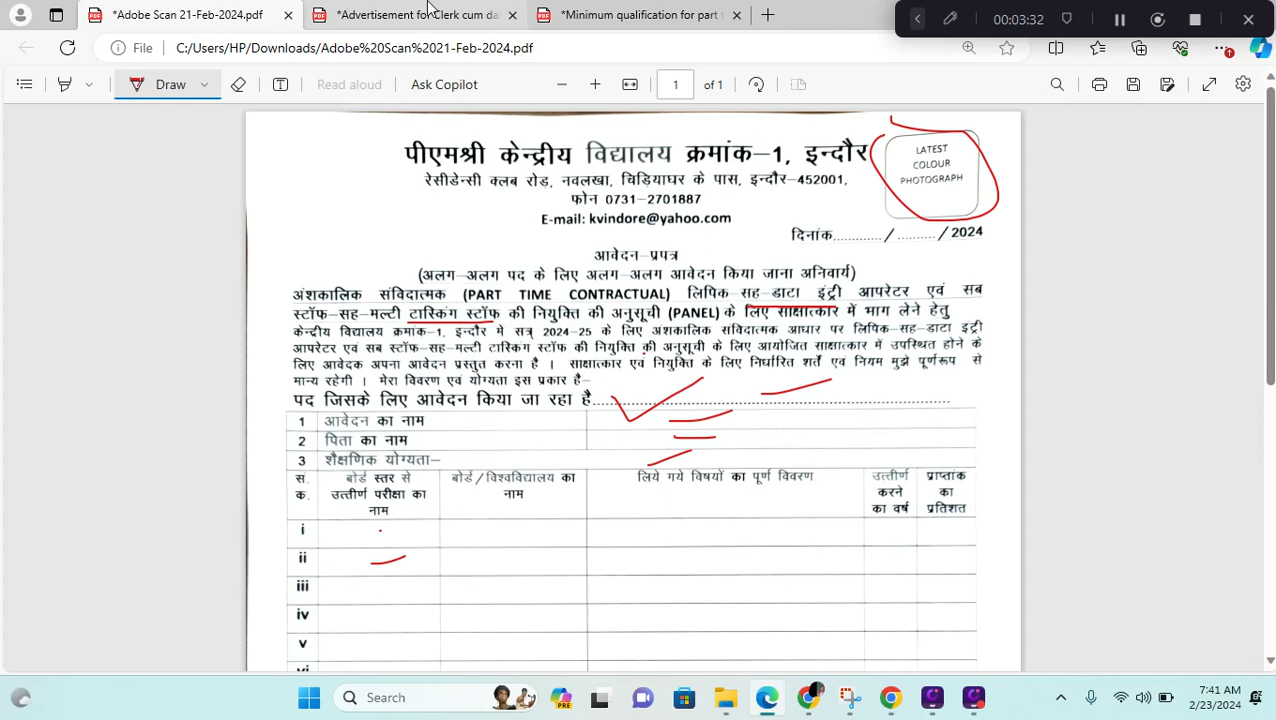 *Adobe Scan 21-Feb-2024.pdf
*Advertisement for Clerk cum da
*Minimum qualification for part t
00:03:32
File
C:/Users/HP/Downloads/Adobe%20Scan%2021-Feb-2024.pdf
Draw
Read aloud
Ask Copilot
1
of 1
पीएमश्री केन्द्रीय विद्यालय क्रमांक-1, इन्दौर
LATEST
COLOUR
PHOTOGRAPH
रेसीडेन्सी क्लब रोड़, नवलखा, चिड़ियाघर के पास, इन्दौर-452001,
फोन 0731-2701887
E-mail: kvindore@yahoo.com
दिनांक............/........../2024
आवेदन-प्रपत्र
(अलग-अलग पद के लिए अलग-अलग आवेदन किया जाना अनिवार्य)
अंशकालिक संविदात्मक (PART TIME CONTRACTUAL) लिपिक-सह-डाटा इंट्री आपरेटर एवं सब
स्टॉफ-सह-मल्टी टास्किंग स्टॉफ की नियुक्ति की अनुसूची (PANEL) के लिए साक्षात्कार में भाग लेने हेतु
केन्द्रीय विद्यालय क्रमांक-1, इन्दौर मे सत्र 2024-25 के लिए अशकालिक संविदात्मक आधार पर लिपिक-सह-डाटा इंट्री
आपरेटर एवं सब स्टॉफ-सह-मल्टी टास्किंग स्टॉफ की नियुक्ति की अनुसूची के लिए आयोजित साक्षात्कार में उपस्थित होने के
लिए आवेदक अपना आवेदन प्रस्तुत करना है । साक्षात्कार एवं नियुक्ति के लिए निर्धारित शर्तें एवं नियम मुझे पूर्णरूप से
मान्य रहेगी । मेरा विवरण एवं योग्यता इस प्रकार है-
पद जिसके लिए आवेदन किया जा रहा है
1 आवेदन का नाम
2 पिता का नाम
3 शैक्षणिक योग्यता-
स. बोर्ड स्तर से बोर्ड/विश्वविद्यालय का लिये गये विषयों का पूर्ण विवरण उत्तीर्ण प्राप्तांक
क. उत्तीर्ण परीक्षा का नाम करने का
नाम का वर्ष प्रतिशत
i
ii
iii
iv
v
Search
PRE
7:41 AM
2/23/2024